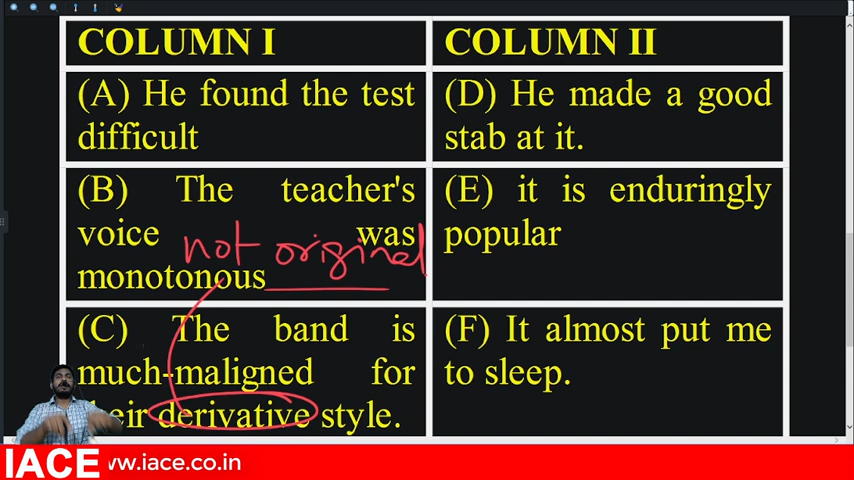 COLUMN I
COLUMN II
(A) He found the test
difficult
(D) He made a good
stab at it.
(B) The teacher's
voice was
monotonous
not original
(E) it is enduringly
popular
(C) The band is
much-maligned for
their derivative style.
(F) It almost put me
to sleep.
IACE
www.iace.co.in